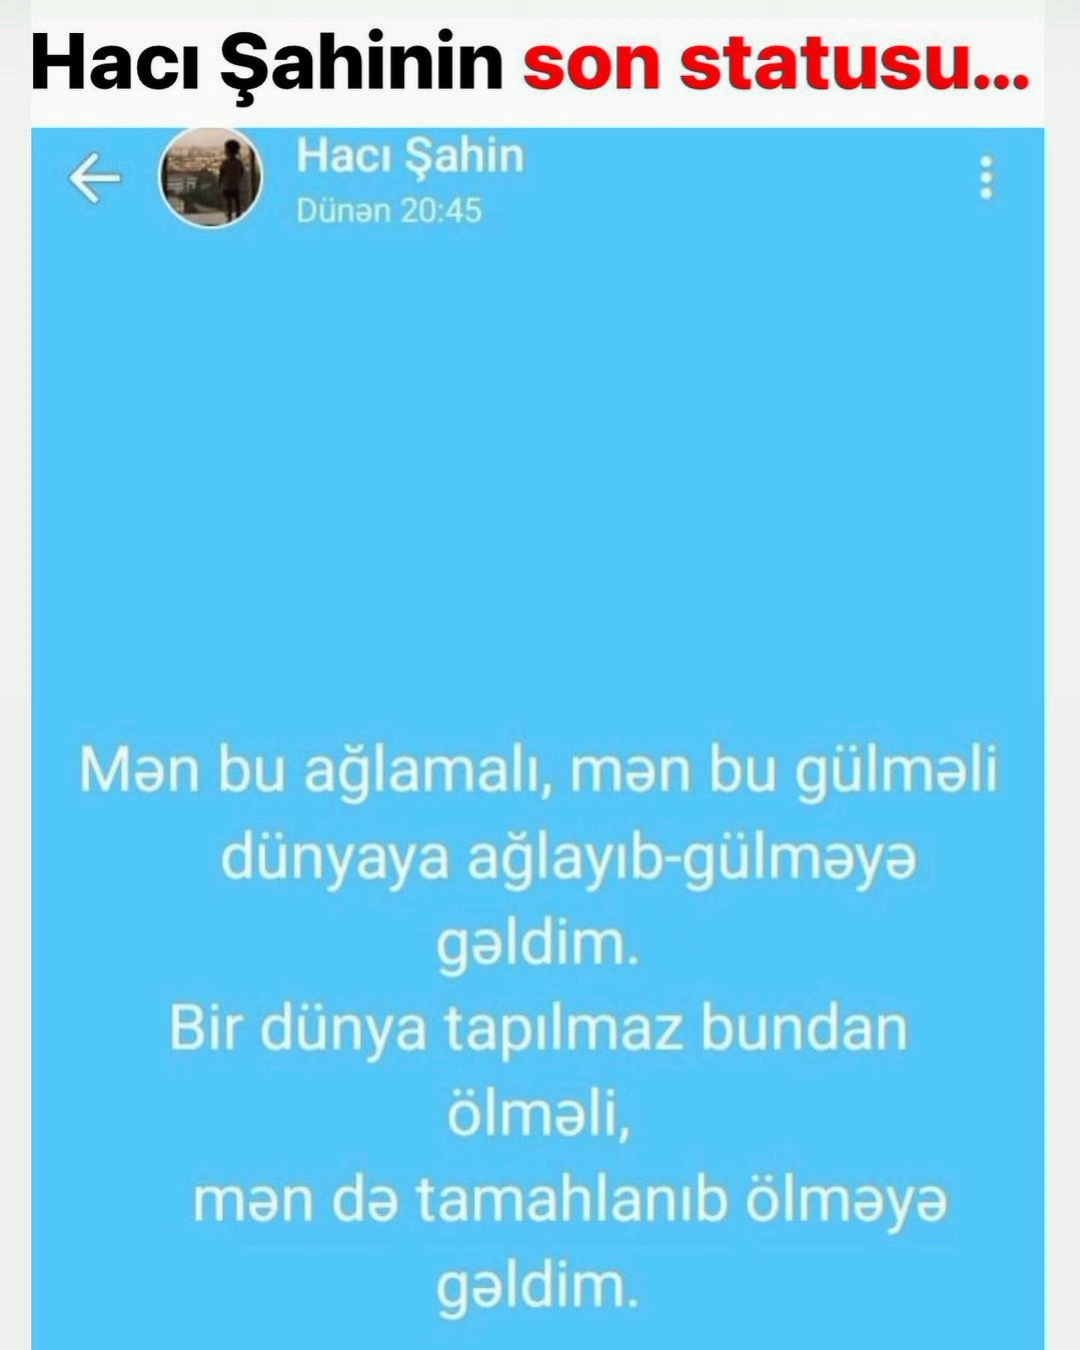 Hacı Şahinin son statusu...
Hacı Şahin
Dünən 20:45
Mən bu ağlamalı, mən bu gülməli
dünyaya ağlayıb-gülməyə
gəldim.
Bir dünya tapılmaz bundan
ölməli,
mən də tamahlanıb ölməyə
gəldim.